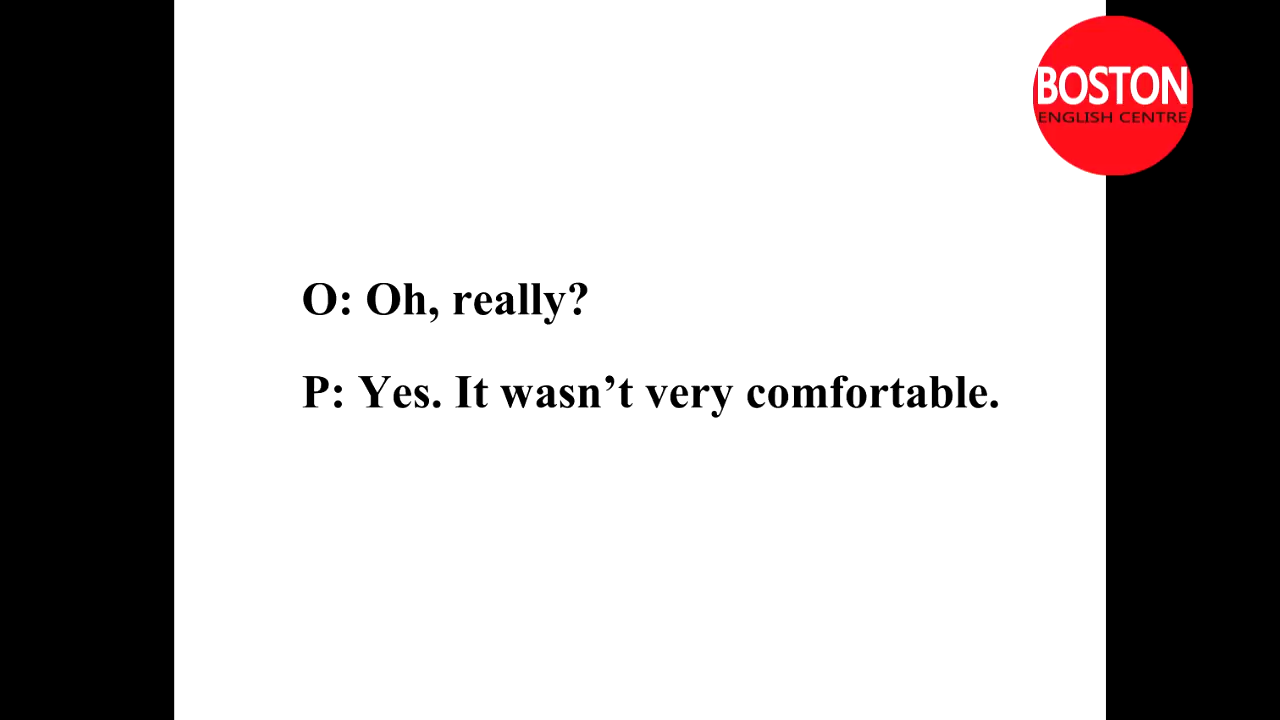 BOSTON
ENGLISH CENTRE
O: Oh, really?
P: Yes. It wasn’t very comfortable.